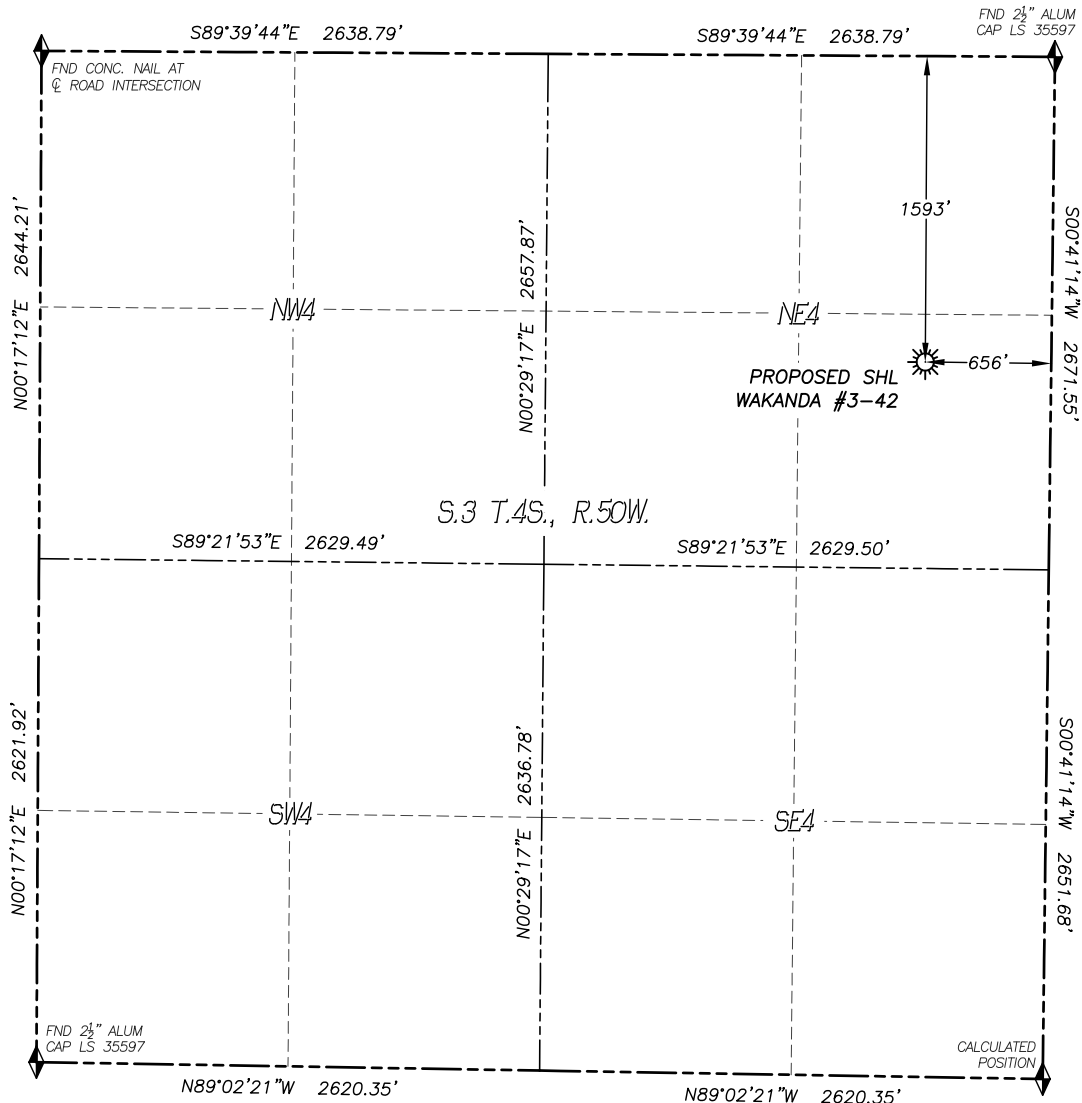 FND 2½" ALUM
CAP LS 35597
S89°39'44"E 2638.79'
S89°39'44"E 2638.79'
FND CONC. NAIL AT
℄ ROAD INTERSECTION
N00°17'12"E 2644.21'
N00°29'17"E 2657.87'
1593'
S00°41'14"W 2671.55'
NW4
NE4
656'
PROPOSED SHL
WAKANDA #3-42
S.3 T.4S., R.50W.
S89°21'53"E 2629.49'
S89°21'53"E 2629.50'
N00°17'12"E 2621.92'
N00°29'17"E 2636.78'
S00°41'14"W 2651.68'
SW4
SE4
FND 2½" ALUM
CAP LS 35597
CALCULATED
POSITION
N89°02'21"W 2620.35'
N89°02'21"W 2620.35'